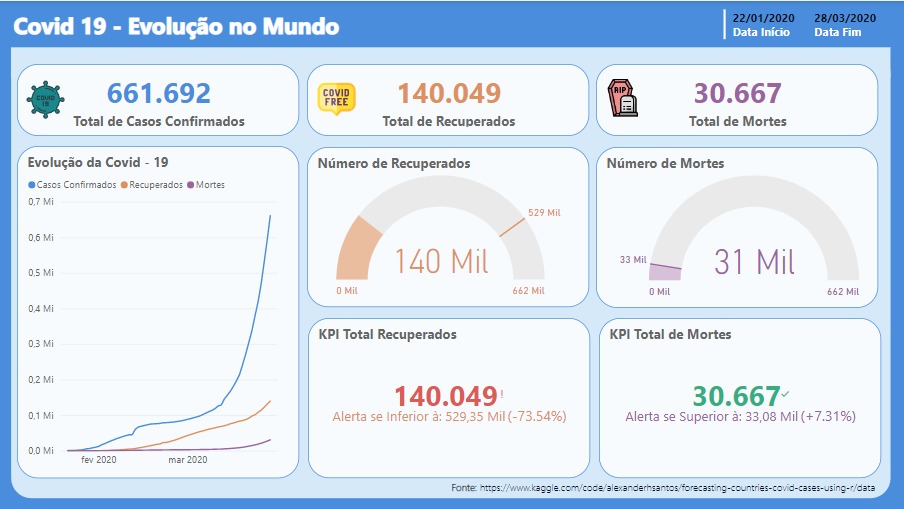 Covid 19 - Evolução no Mundo
22/01/2020
Data Início
28/03/2020
Data Fim
COVID
19
661.692
Total de Casos Confirmados
COVID
FREE
140.049
Total de Recuperados
RIP
30.667
Total de Mortes
Evolução da Covid - 19
Casos Confirmados Recuperados Mortes
0,7 Mi
0,6 Mi
0,5 Mi
0,4 Mi
0,3 Mi
0,2 Mi
0,1 Mi
0,0 Mi
fev 2020 mar 2020
Número de Recuperados
529 Mil
140 Mil
0 Mil 662 Mil
Número de Mortes
33 Mil
31 Mil
0 Mil 662 Mil
KPI Total Recuperados
140.049!
Alerta se Inferior à: 529,35 Mil (-73.54%)
KPI Total de Mortes
30.667✓
Alerta se Superior à: 33,08 Mil (+7.31%)
Fonte: https://www.kaggle.com/code/alexanderhsantos/forecasting-countries-covid-cases-using-r/data